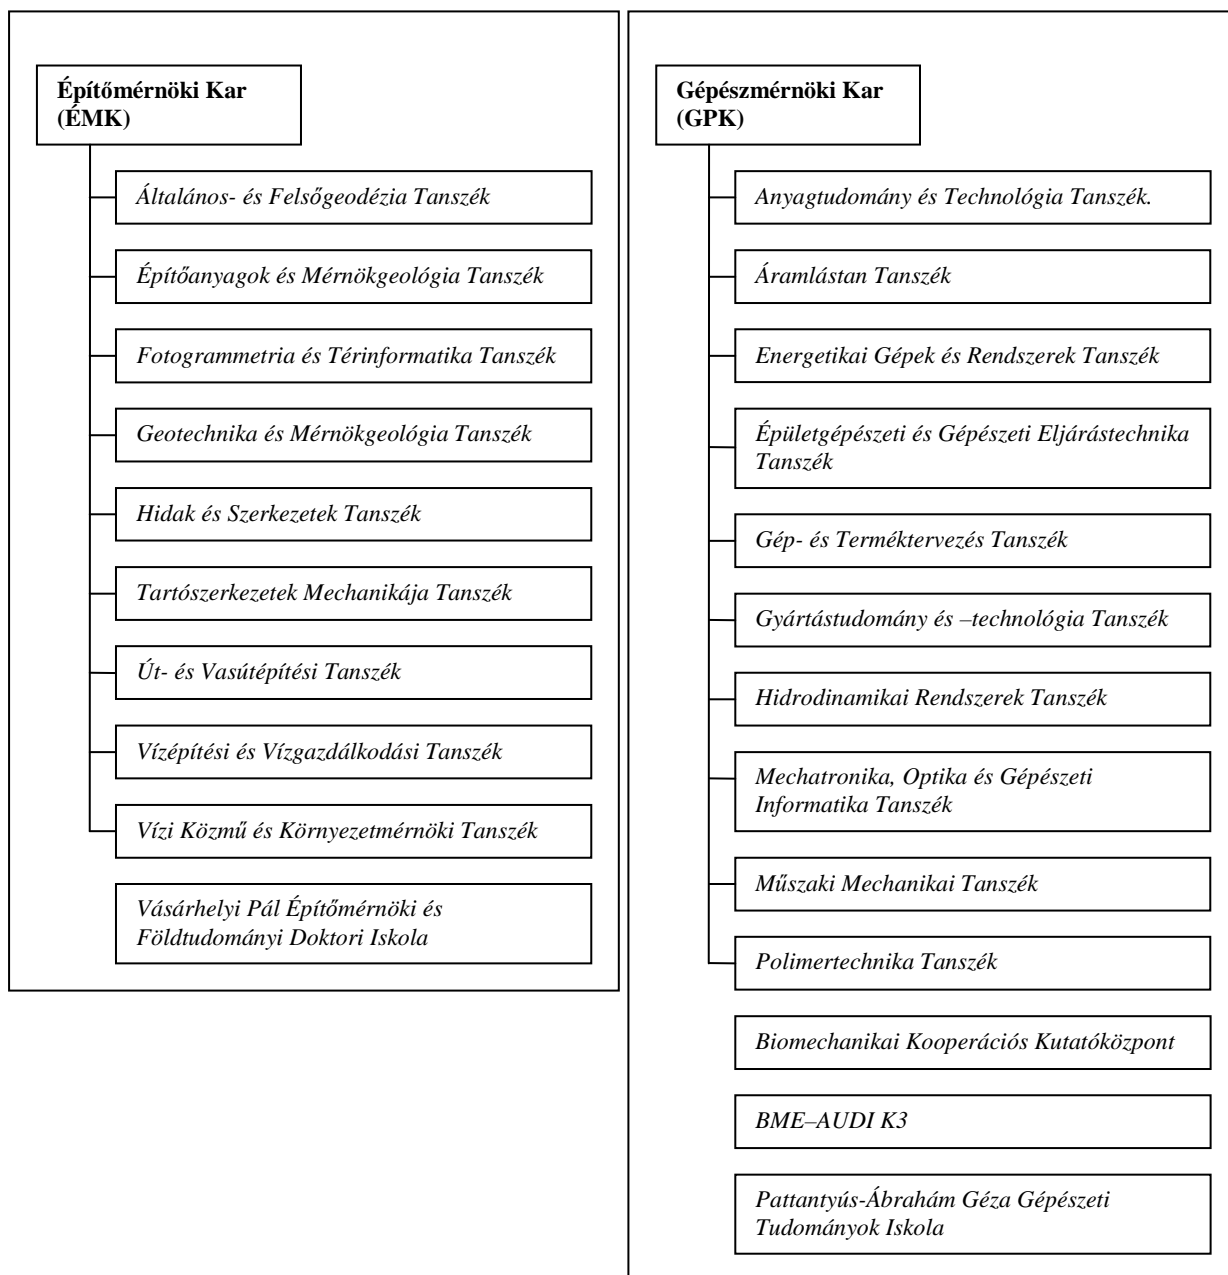 Építőmérnöki Kar
(ÉMK)
Általános- és Felsőgeodézia Tanszék
Építőanyagok és Mérnökgeológia Tanszék
Fotogrammetria és Térinformatika Tanszék
Geotechnika és Mérnökgeológia Tanszék
Hidak és Szerkezetek Tanszék
Tartószerkezetek Mechanikája Tanszék
Út- és Vasútépítési Tanszék
Vízépítési és Vízgazdálkodási Tanszék
Vízi Közmű és Környezetmérnöki Tanszék
Vásárhelyi Pál Építőmérnöki és
Földtudományi Doktori Iskola
Gépészmérnöki Kar
(GPK)
Anyagtudomány és Technológia Tanszék.
Áramlástan Tanszék
Energetikai Gépek és Rendszerek Tanszék
Épületgépészeti és Gépészeti Eljárástechnika
Tanszék
Gép- és Terméktervezés Tanszék
Gyártástudomány és –technológia Tanszék
Hidrodinamikai Rendszerek Tanszék
Mechatronika, Optika és Gépészeti
Informatika Tanszék
Műszaki Mechanikai Tanszék
Polimertechnika Tanszék
Biomechanikai Kooperációs Kutatóközpont
BME–AUDI K3
Pattantyús-Ábrahám Géza Gépészeti
Tudományok Iskola